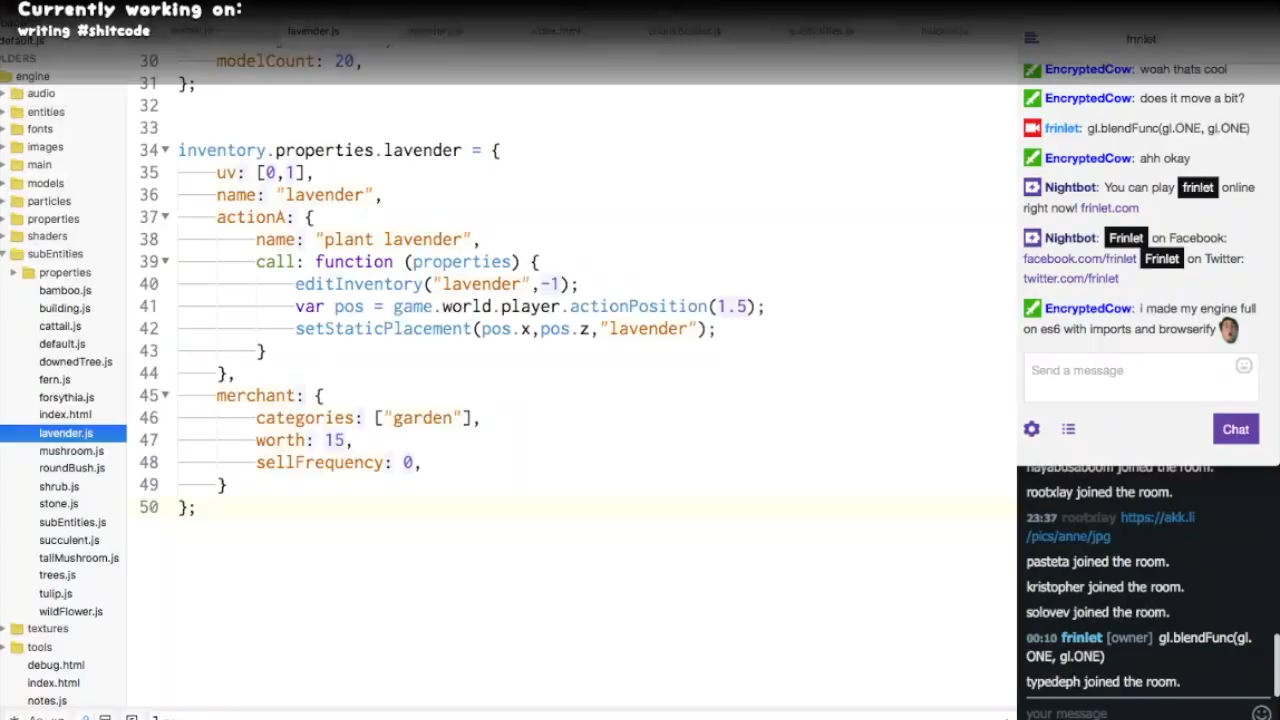 Currently working on:
writing #shitcode
default.js
lavender.js
frinlet
engine
audio
entities
fonts
images
main
models
particles
properties
shaders
subEntities
properties
bamboo.js
building.js
cattail.js
default.js
downedTree.js
fern.js
forsythia.js
index.html
lavender.js
mushroom.js
roundBush.js
shrub.js
stone.js
subEntities.js
succulent.js
tallMushroom.js
trees.js
tulip.js
wildFlower.js
textures
tools
debug.html
index.html
notes.js
30 modelCount: 20,
31 };
32
33
34 inventory.properties.lavender = {
35 uv: [0,1],
36 name: "lavender",
37 actionA: {
38 name: "plant lavender",
39 call: function (properties) {
40 editInventory("lavender",-1);
41 var pos = game.world.player.actionPosition(1.5);
42 setStaticPlacement(pos.x,pos.z,"lavender");
43 }
44 },
45 merchant: {
46 categories: ["garden"],
47 worth: 15,
48 sellFrequency: 0,
49 }
50 };
EncryptedCow: woah thats cool
EncryptedCow: does it move a bit?
frinlet: gl.blendFunc(gl.ONE, gl.ONE)
EncryptedCow: ahh okay
Nightbot: You can play frinlet online
right now! frinlet.com
Nightbot: Frinlet on Facebook:
facebook.com/frinlet Frinlet on Twitter:
twitter.com/frinlet
EncryptedCow: i made my engine full
on es6 with imports and browserify
Send a message
Chat
hayabusaboom joined the room.
rootxlay joined the room.
23:37 rootxlay https://akk.li
/pics/anne/jpg
pasteta joined the room.
kristopher joined the room.
solovev joined the room.
00:10 frinlet [owner] gl.blendFunc(gl.
ONE, gl.ONE)
typedeph joined the room.
your message